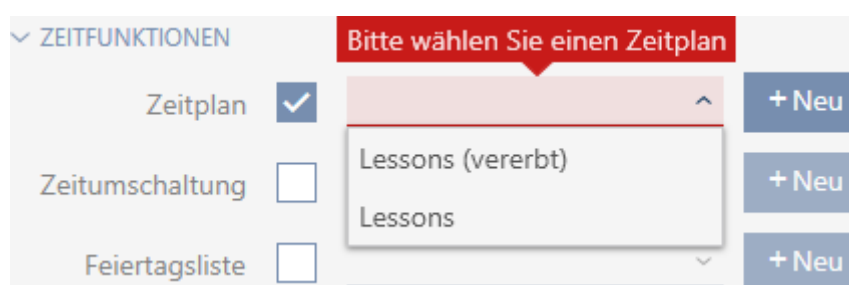 ZEITFUNKTIONEN
Bitte wählen Sie einen Zeitplan
Zeitplan
+ Neu
Lessons (vererbt)
Zeitumschaltung
+ Neu
Lessons
Feiertagsliste
+ Neu